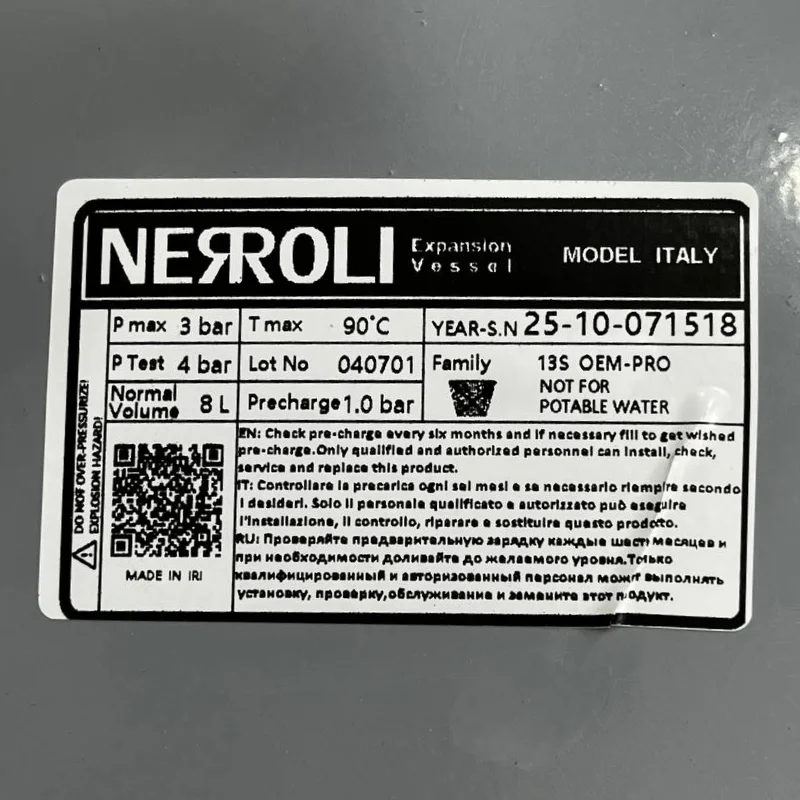 NERROLI
Expansion
Vessel
MODEL ITALY
P max 3 bar
T max 90°C
YEAR-S.N 25-10-071518
P Test 4 bar
Lot No 040701
Family 13S OEM-PRO
Normal
Volume 8 L
Precharge 1.0 bar
NOT FOR
POTABLE WATER
DO NOT OVER-PRESSURIZE!
EXPLOSION HAZARD!
MADE IN IRI
EN: Check pre-charge every six months and if necessary fill to get wished
pre-charge.Only qualified and authorized personnel can install, check,
service and replace this product.
IT: Controllare la precarica ogni sei mesi e se necessario riempire secondo
i desideri. Solo il personale qualificato e autorizzato può eseguire
l'installazione, il controllo, riparare e sostituire questo prodotto.
RU: Проверяйте предварительную зарядку каждые шесть месяцев и
при необходимости доливайте до желаемого уровня.Только
квалифицированный и авторизованный персонал может выполнять
установку, проверку,обслуживание и замените этот продукт.